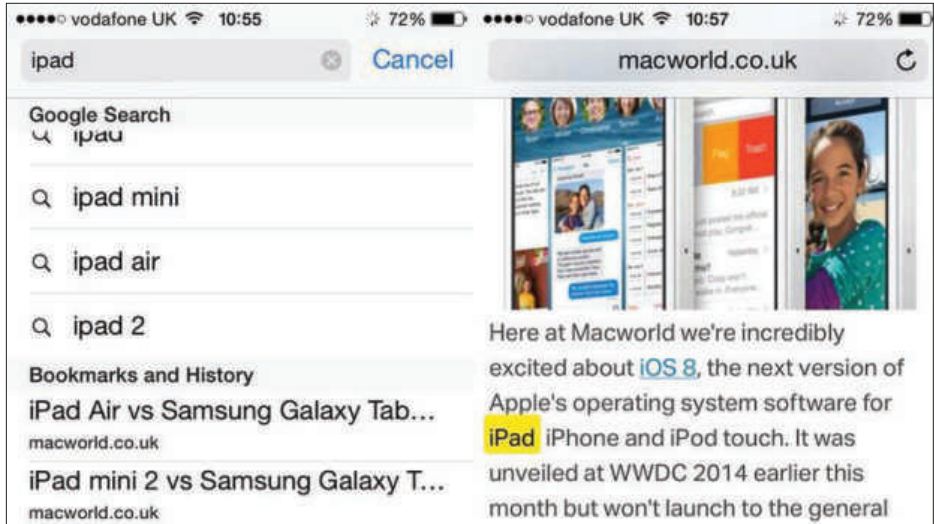 vodafone UK 10:55 72%
ipad Cancel
Google Search
ipad
ipad mini
ipad air
ipad 2
Bookmarks and History
iPad Air vs Samsung Galaxy Tab...
macworld.co.uk
iPad mini 2 vs Samsung Galaxy T...
macworld.co.uk
vodafone UK 10:57 72%
macworld.co.uk
Flag Trash
Yesterday
Here at Macworld we're incredibly
excited about iOS 8, the next version of
Apple's operating system software for
iPad iPhone and iPod touch. It was
unveiled at WWDC 2014 earlier this
month but won't launch to the general